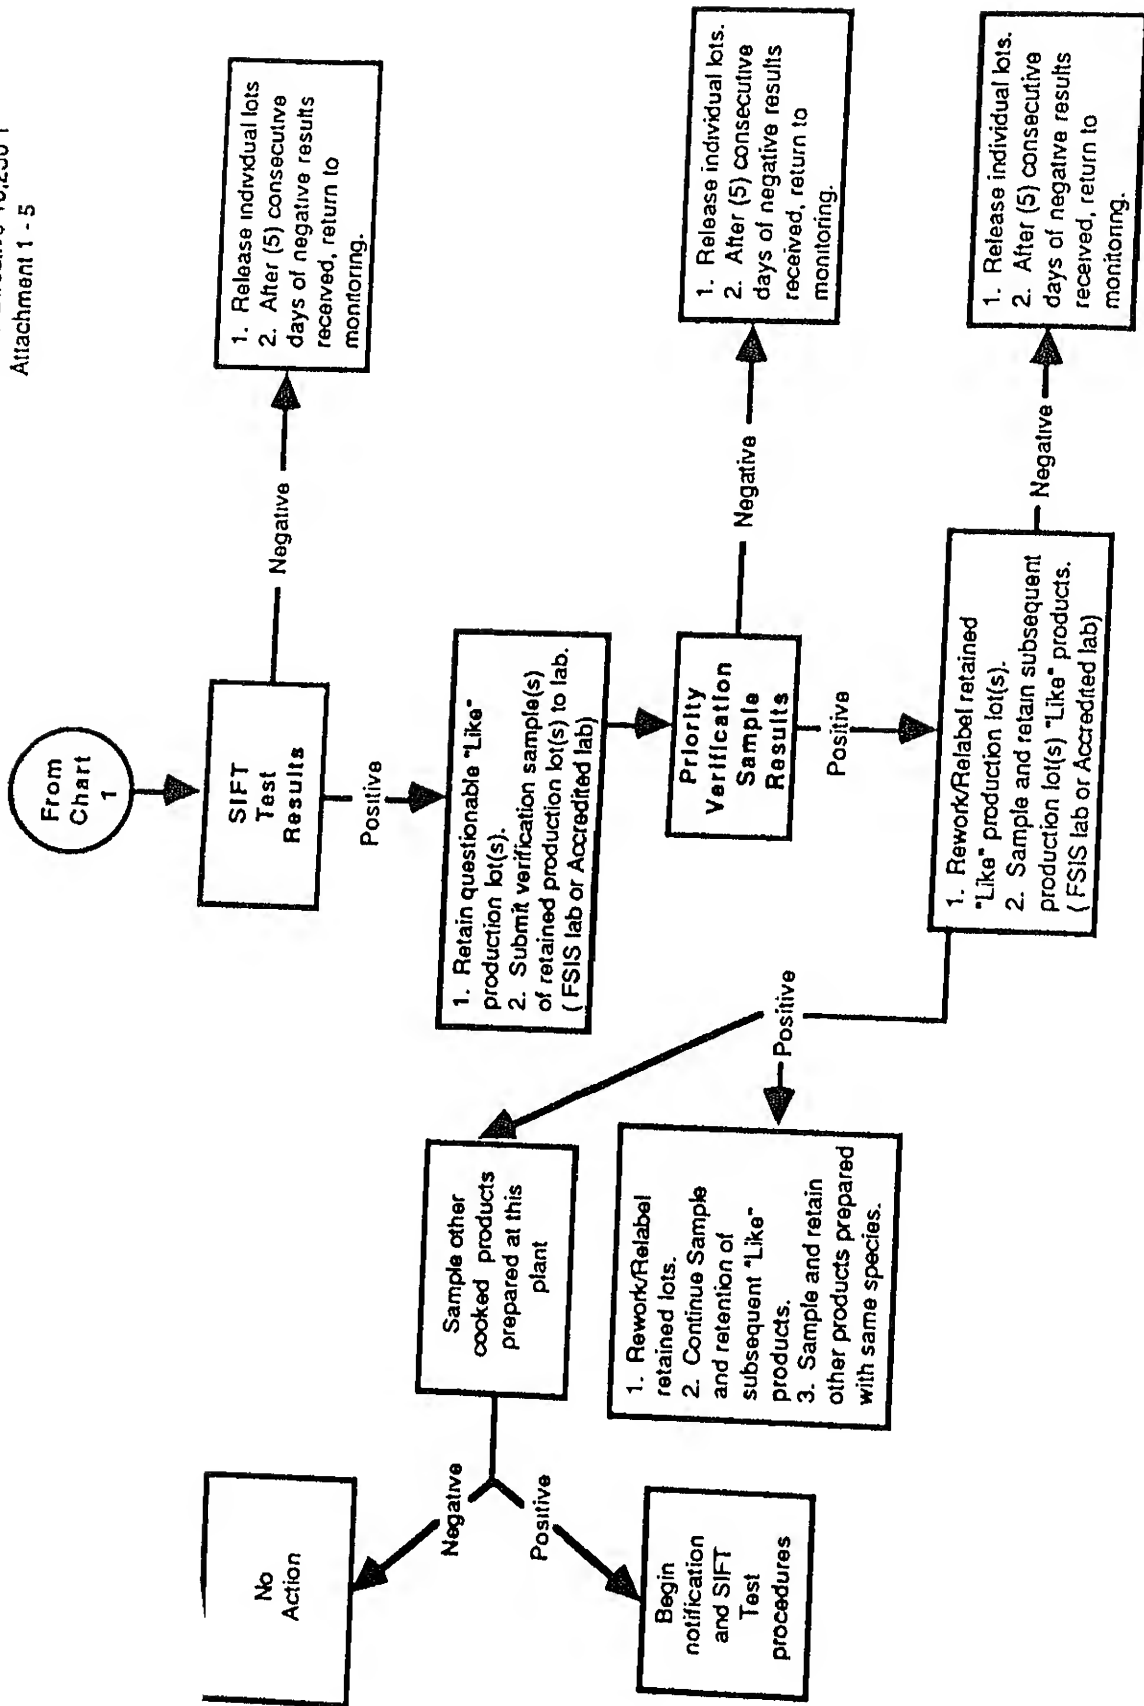 Attachment 1 - 5
From
Chart
1
SIFT
Test
Results
Negative
1. Release individual lots
2. After (5) consecutive
days of negative results
received, return to
monitoring.
Positive
1. Retain questionable "Like"
production lot(s).
2. Submit verification sample(s)
of retained production lot(s) to lab.
( FSIS lab or Accredited lab)
Priority
Verification
Sample
Results
Negative
1. Release individual lots.
2. After (5) consecutive
days of negative results
received, return to
monitoring.
Positive
1. Rework/Relabel retained
"Like" production lot(s).
2. Sample and retain subsequent
production lot(s) "Like" products.
( FSIS lab or Accredited lab)
Negative
1. Release individual lots.
2. After (5) consecutive
days of negative results
received, return to
monitoring.
Positive
Sample other
cooked products
prepared at this
plant
1. Rework/Relabel
retained lots.
2. Continue Sample
and retention of
subsequent "Like"
products.
3. Sample and retain
other products prepared
with same species.
Negative
No
Action
Positive
Begin
notification
and SIFT
Test
procedures